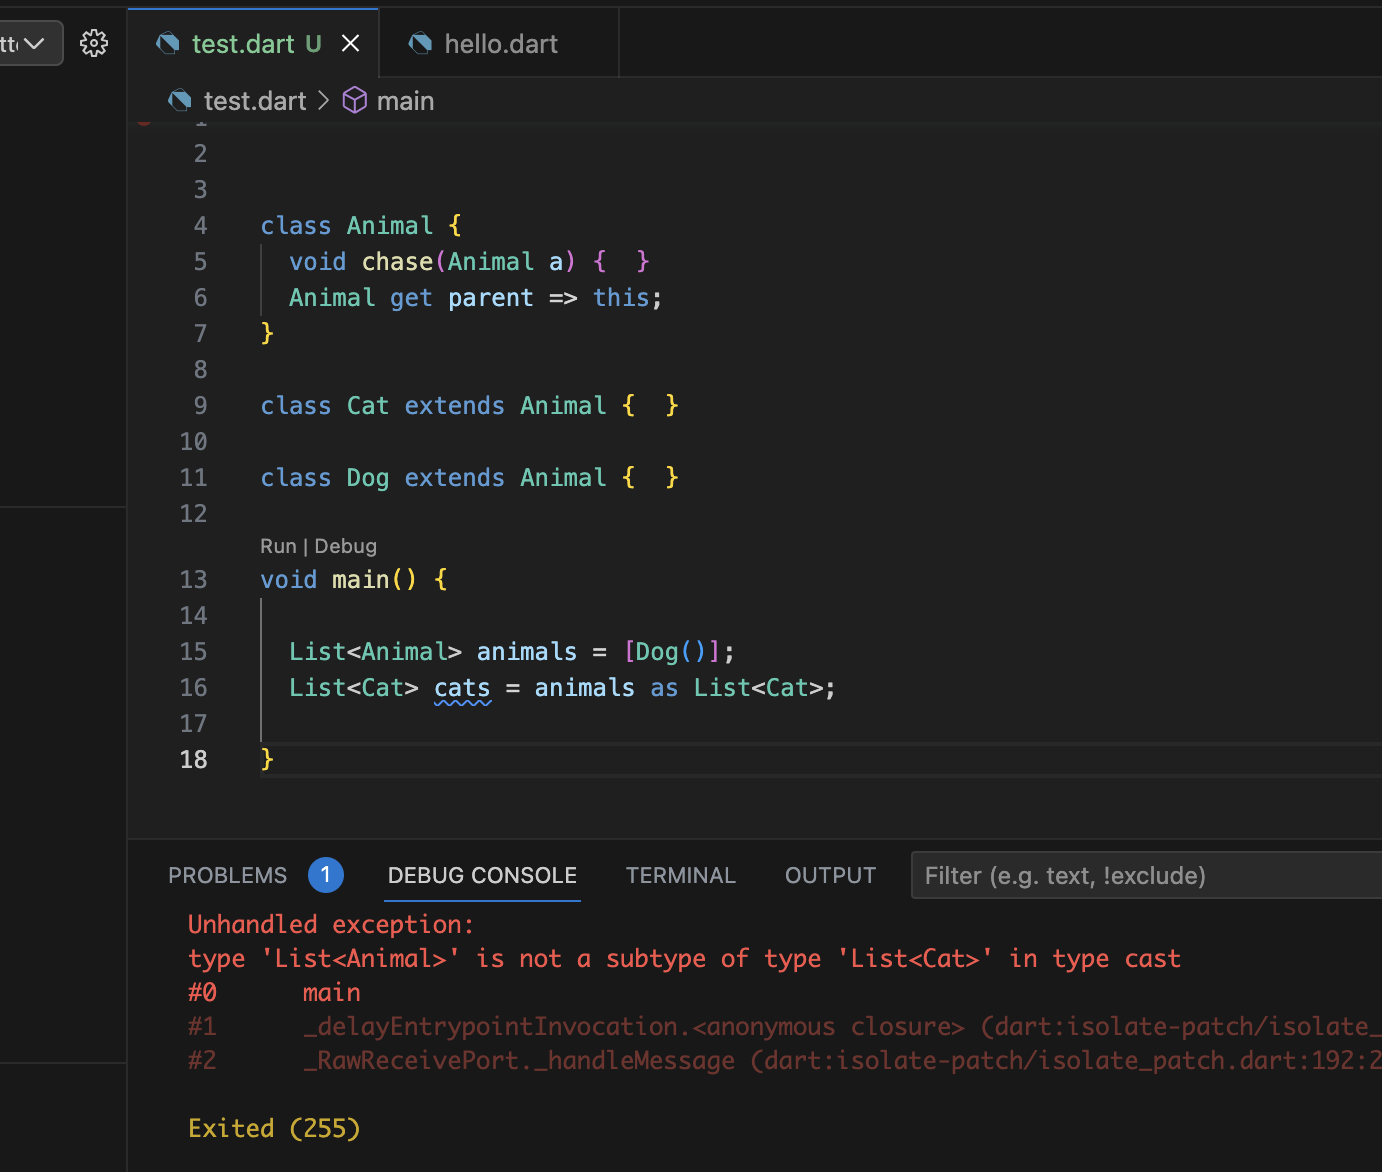 test.dart U
hello.dart
test.dart > main
1
2
3
4 class Animal {
5 void chase(Animal a) {  }
6 Animal get parent => this;
7 }
8
9 class Cat extends Animal {  }
10
11 class Dog extends Animal {  }
12
Run | Debug
13 void main() {
14
15 List<Animal> animals = [Dog()];
16 List<Cat> cats = animals as List<Cat>;
17
18 }
PROBLEMS 1 DEBUG CONSOLE TERMINAL OUTPUT Filter (e.g. text, !exclude)
Unhandled exception:
type 'List<Animal>' is not a subtype of type 'List<Cat>' in type cast
#0 main
#1 _delayEntrypointInvocation.<anonymous closure> (dart:isolate-patch/isolate_
#2 _RawReceivePort._handleMessage (dart:isolate-patch/isolate_patch.dart:192:2
Exited (255)